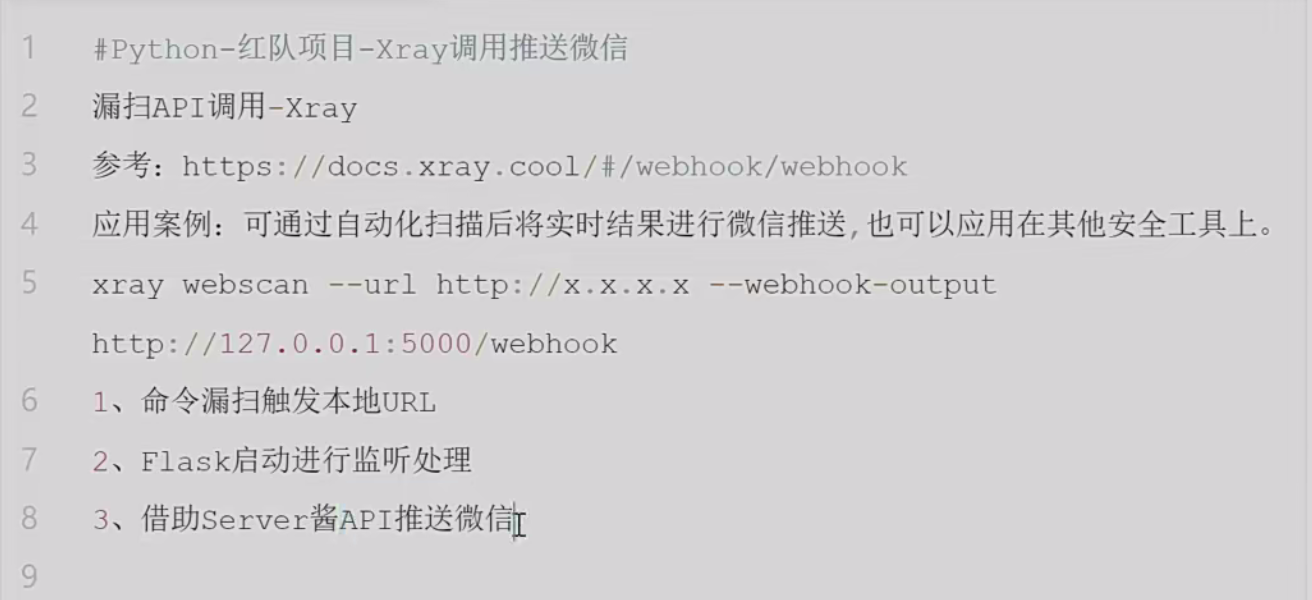 1 #Python-红队项目-Xray调用推送微信
2 漏扫API调用-Xray
3 参考：https://docs.xray.cool/#/webhook/webhook
4 应用案例：可通过自动化扫描后将实时结果进行微信推送,也可以应用在其他安全工具上。
5 xray webscan --url http://x.x.x.x --webhook-output
http://127.0.0.1:5000/webhook
6 1、命令漏扫触发本地URL
7 2、Flask启动进行监听处理
8 3、借助Server酱API推送微信
9